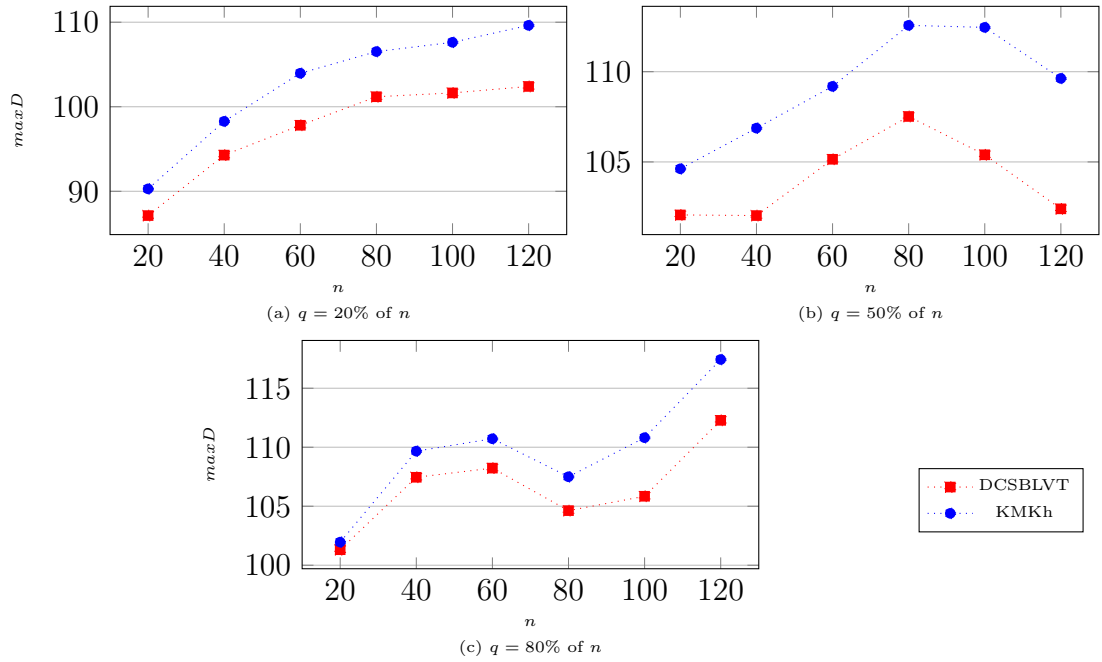 110
100
90
maxD
20 40 60 80 100 120
n
(a) q = 20% of n
110
105
20 40 60 80 100 120
n
(b) q = 50% of n
115
110
105
100
maxD
20 40 60 80 100 120
n
(c) q = 80% of n
DCSBLVT
KMKh